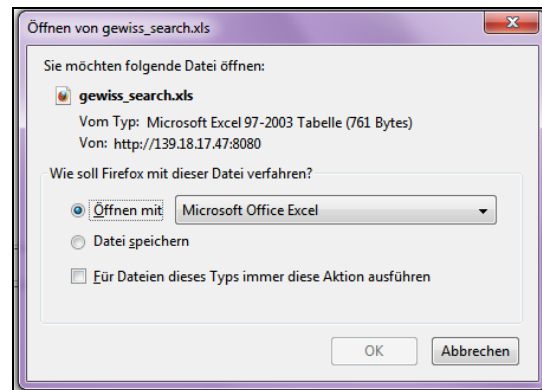 Öffnen von gewiss_search.xls
Sie möchten folgende Datei öffnen:
gewiss_search.xls
Vom Typ: Microsoft Excel 97-2003 Tabelle (761 Bytes)
Von: http://139.18.17.47:8080
Wie soll Firefox mit dieser Datei verfahren?
Öffnen mit Microsoft Office Excel
Datei speichern
Für Dateien dieses Typs immer diese Aktion ausführen
OK Abbrechen